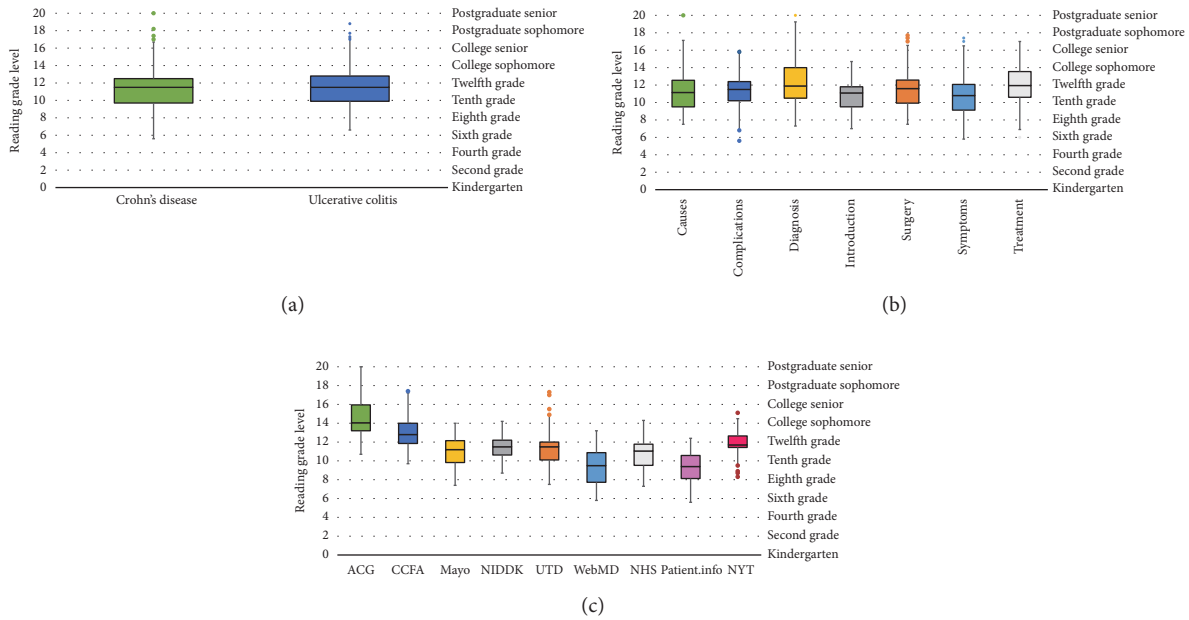 20 Postgraduate senior
18 Postgraduate sophomore
16 College senior
14 College sophomore
12 Twelfth grade
10 Tenth grade
8 Eighth grade
6 Sixth grade
4 Fourth grade
2 Second grade
0 Kindergarten
Reading grade level
Crohn's disease Ulcerative colitis
(a)
20 Postgraduate senior
18 Postgraduate sophomore
16 College senior
14 College sophomore
12 Twelfth grade
10 Tenth grade
8 Eighth grade
6 Sixth grade
4 Fourth grade
2 Second grade
0 Kindergarten
Reading grade level
Causes
Complications
Diagnosis
Introduction
Surgery
Symptoms
Treatment
(b)
20 Postgraduate senior
18 Postgraduate sophomore
16 College senior
14 College sophomore
12 Twelfth grade
10 Tenth grade
8 Eighth grade
6 Sixth grade
4 Fourth grade
2 Second grade
0 Kindergarten
Reading grade level
ACG CCFA Mayo NIDDK UTD WebMD NHS Patient.info NYT
(c)